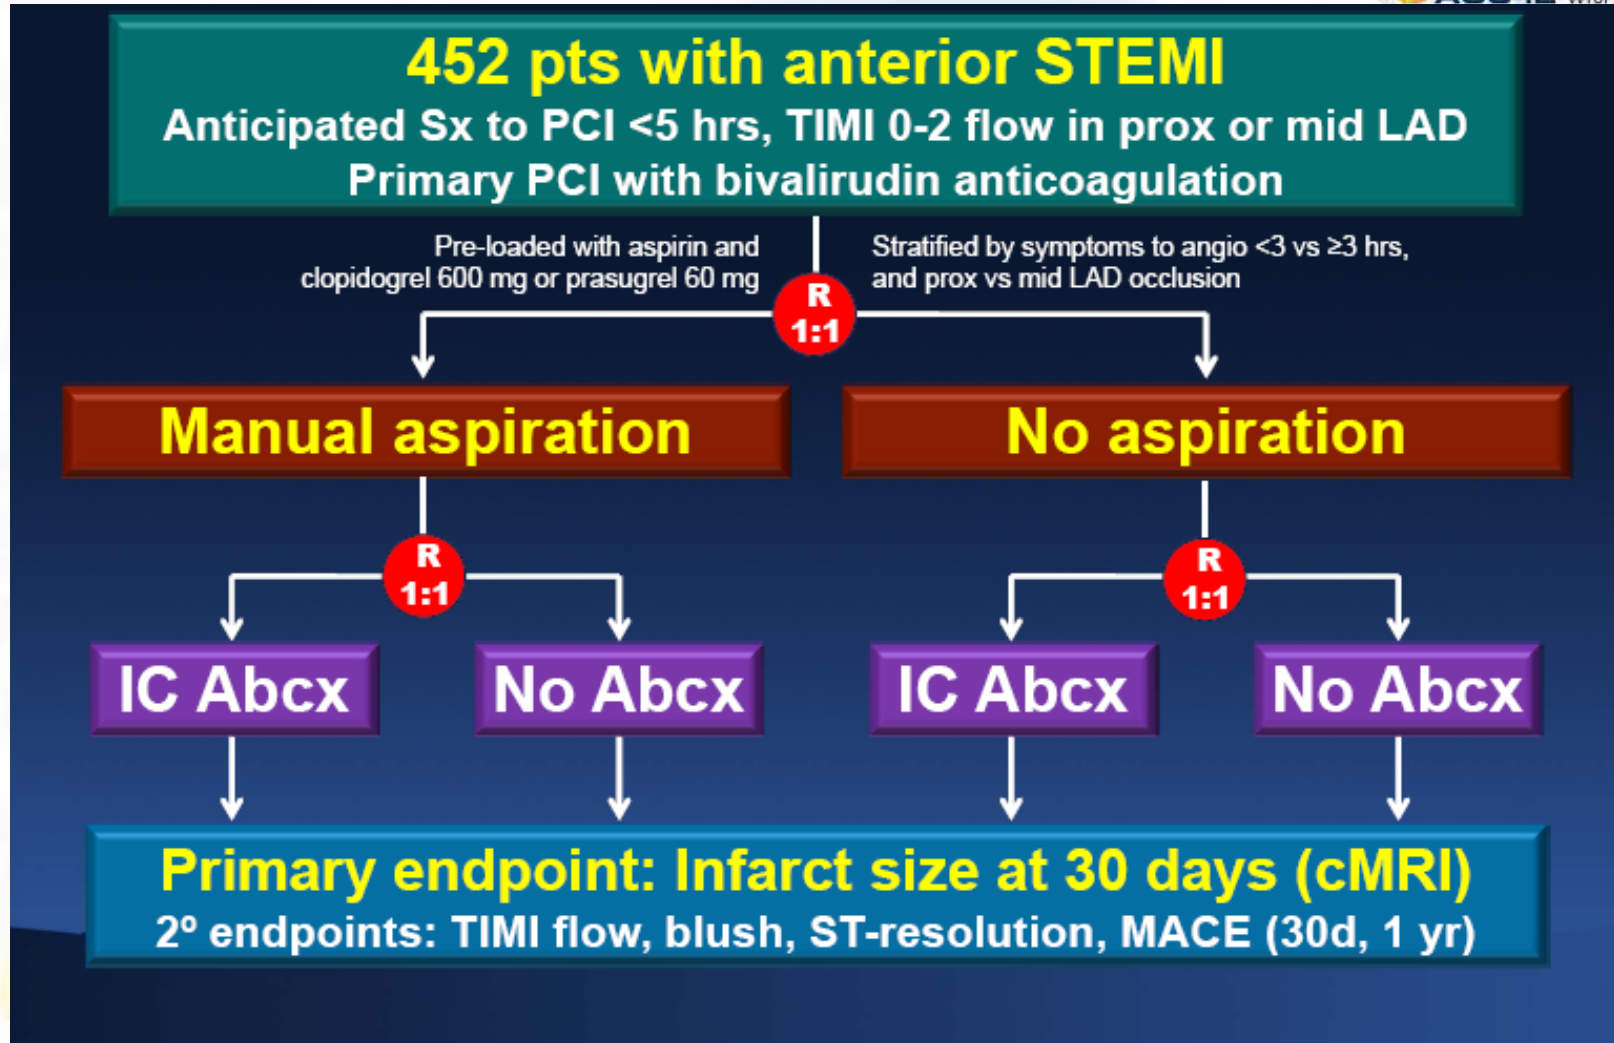 452 pts with anterior STEMI
Anticipated Sx to PCI <5 hrs, TIMI 0-2 flow in prox or mid LAD
Primary PCI with bivalirudin anticoagulation
Pre-loaded with aspirin and
clopidogrel 600 mg or prasugrel 60 mg
Stratified by symptoms to angio <3 vs ≥3 hrs,
and prox vs mid LAD occlusion
R
1:1
Manual aspiration
No aspiration
R
1:1
R
1:1
IC Abcx
No Abcx
IC Abcx
No Abcx
Primary endpoint: Infarct size at 30 days (cMRI)
2º endpoints: TIMI flow, blush, ST-resolution, MACE (30d, 1 yr)